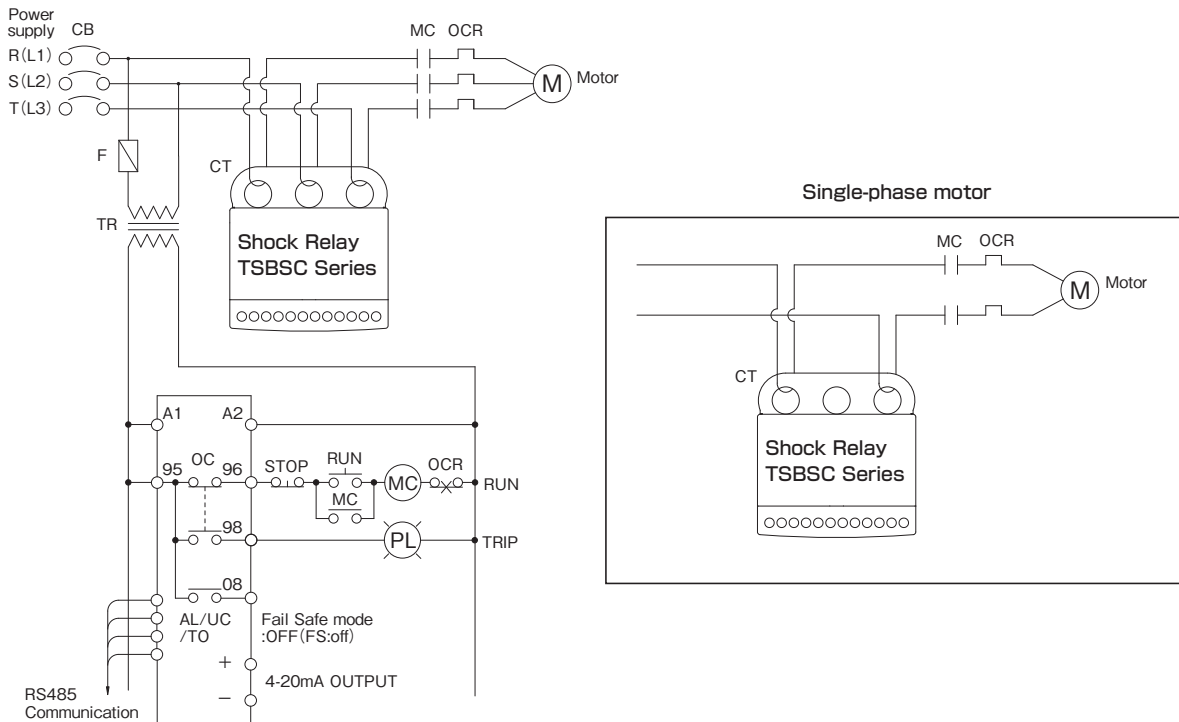 Power
supply
CB
MC
OCR
R(L1)
S(L2)
T(L3)
M
Motor
F
CT
TR
Shock Relay
TSBSC Series
A1
A2
95
OC
96
STOP
RUN
MC
MC
OCR
RUN
98
PL
TRIP
08
AL/UC
/TO
Fail Safe mode
:OFF(FS:off)
+
4-20mA OUTPUT
−
RS485
Communication
Single-phase motor
MC
OCR
M
Motor
CT
Shock Relay
TSBSC Series